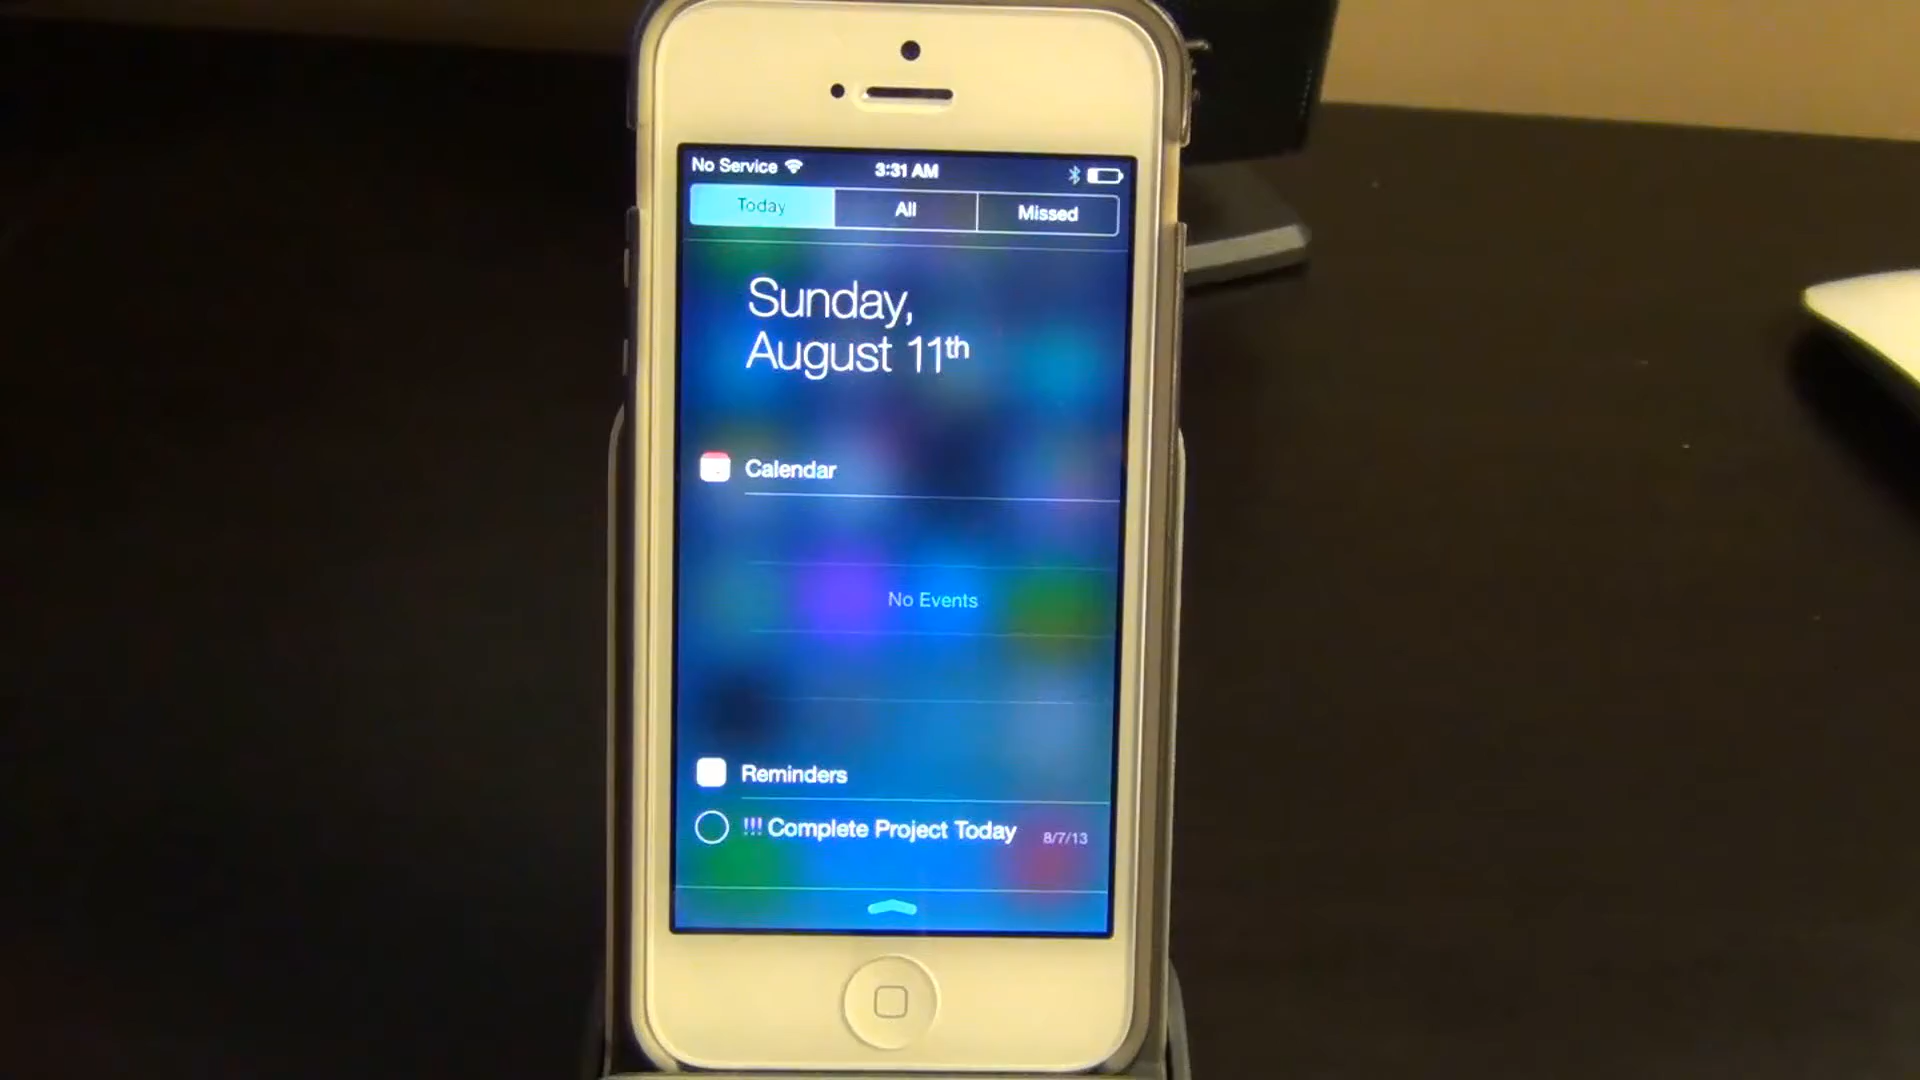 No Service
3:31 AM
Today
All
Missed
Sunday,
August 11th
Calendar
No Events
Reminders
!!! Complete Project Today
8/7/13